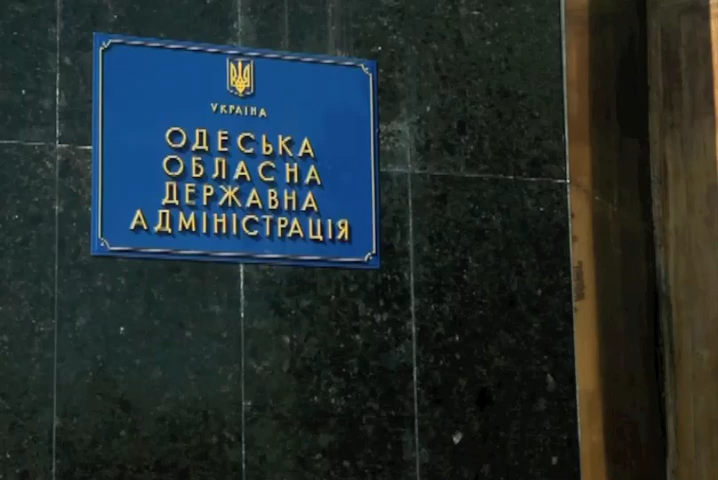 УКРАЇНА
ОДЕСЬКА
ОБЛАСНА
ДЕРЖАВНА
АДМІНІСТРАЦІЯ